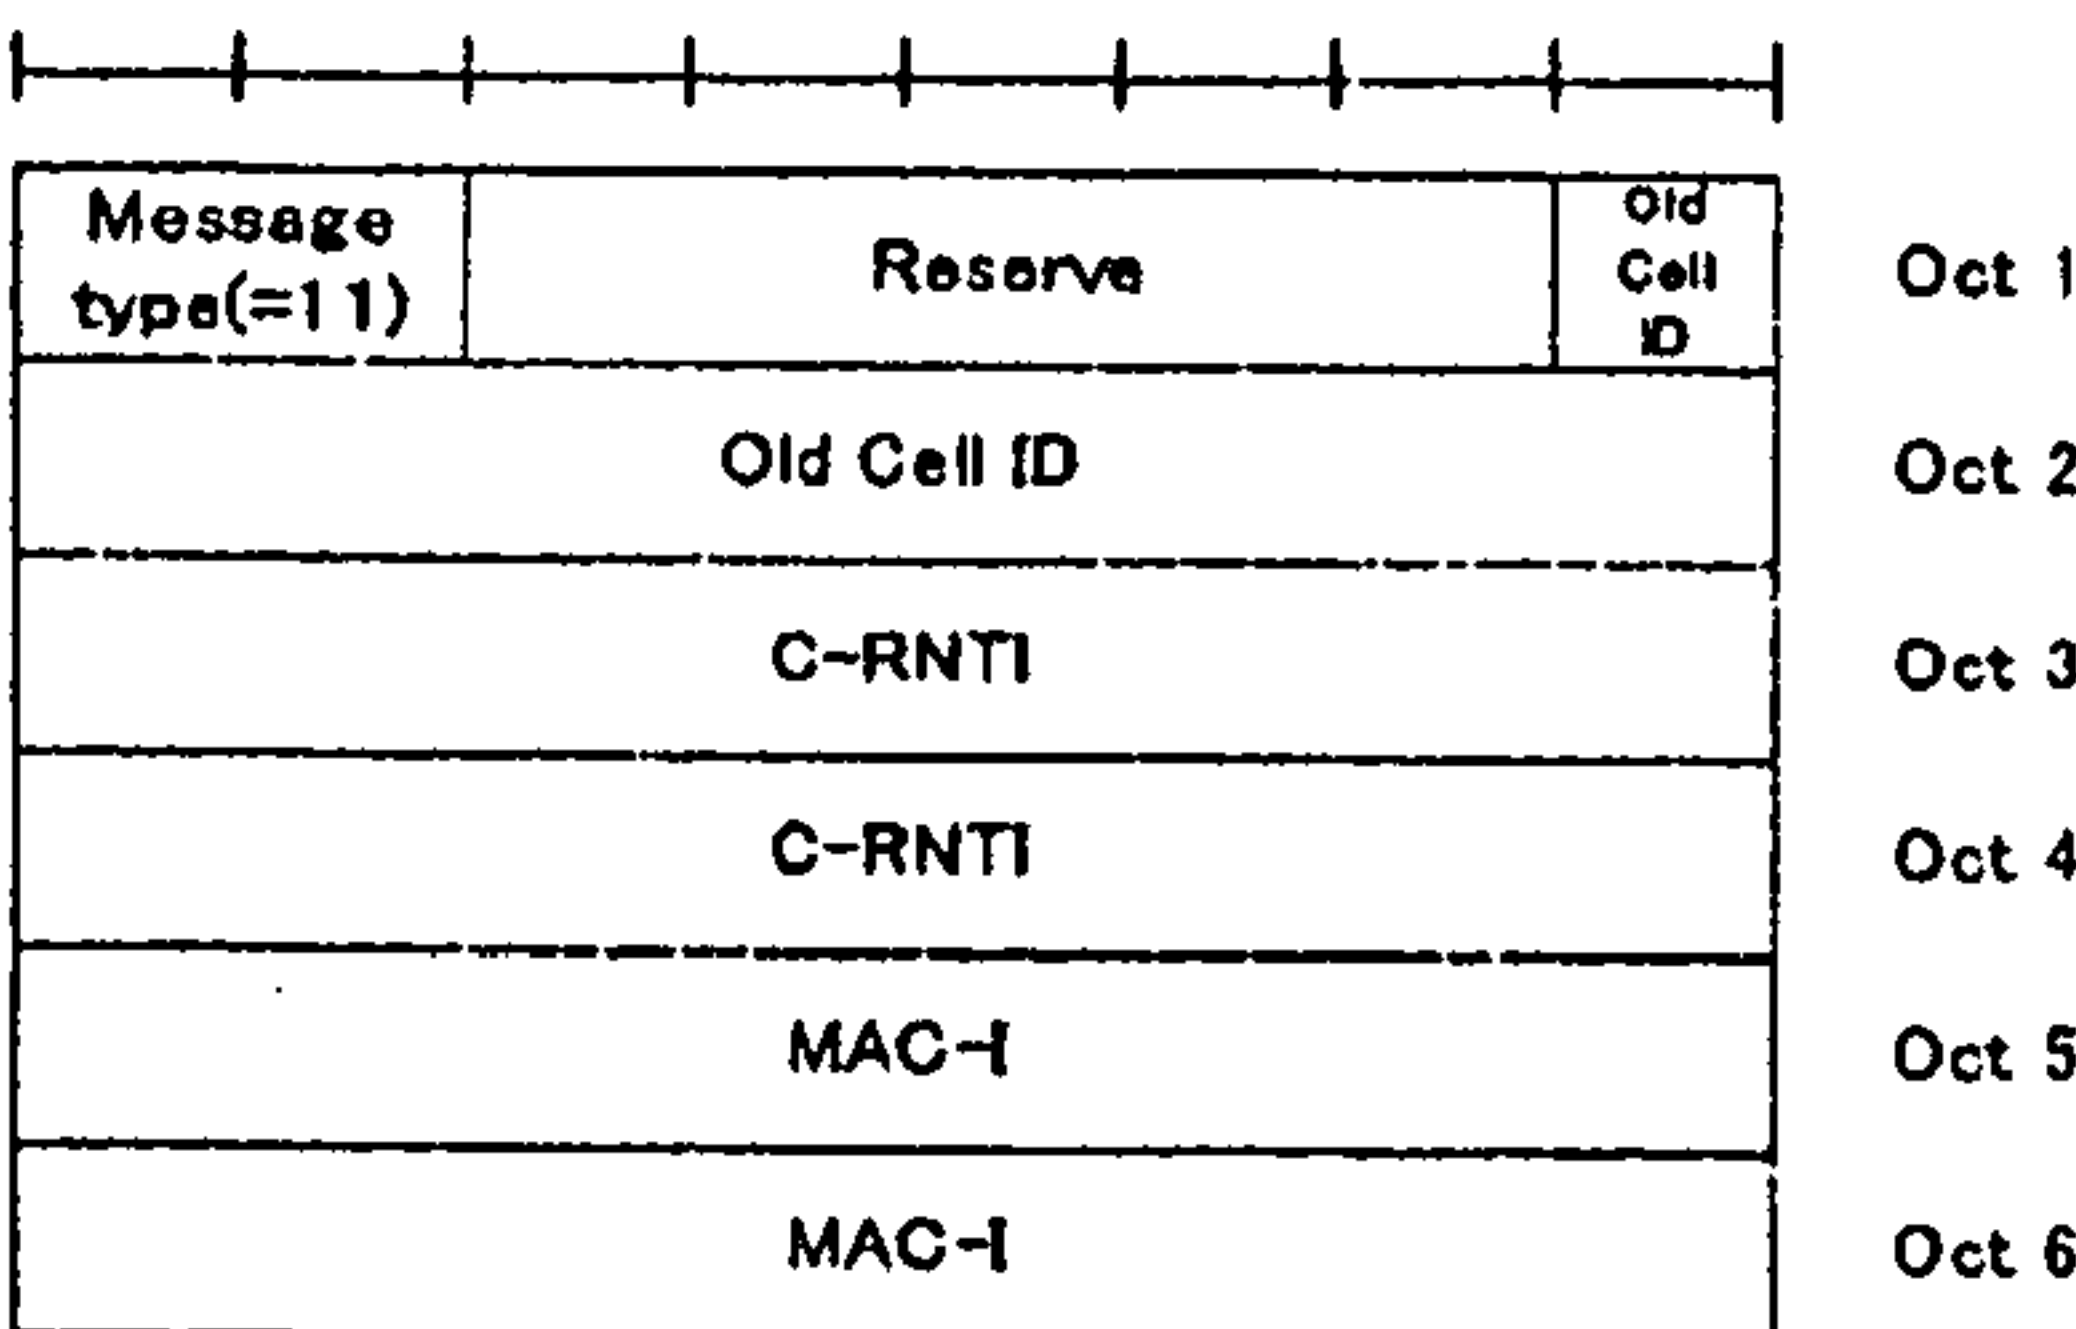 Message
type(=11)
Reserve
Old
Cell
ID
Oct 1
Old Cell ID
Oct 2
C-RNTI
Oct 3
C-RNTI
Oct 4
MAC-I
Oct 5
MAC-I
Oct 6